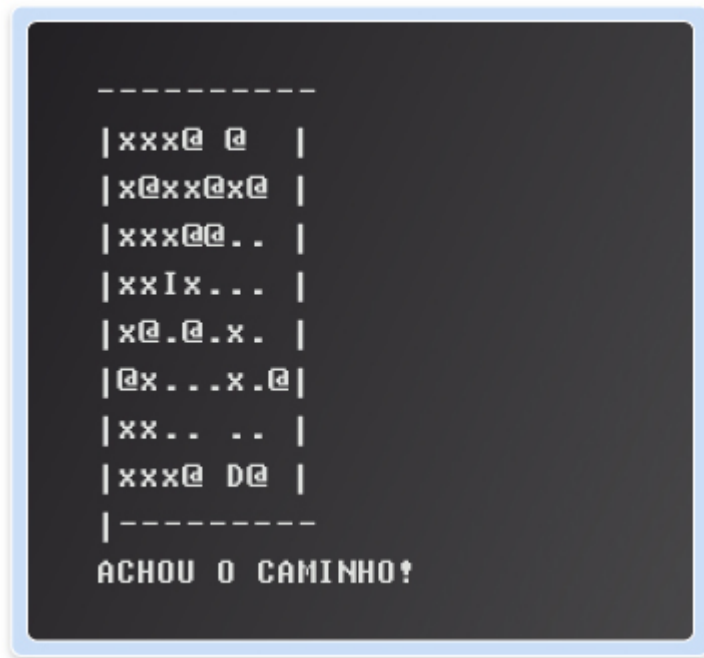 ----------
|xxx@ @  |
|x@xx@x@ |
|xxx@@.. |
|xxIx... |
|x@.@.x. |
|@x...x.@|
|xx.. .. |
|xxx@ D@ |
|---------
ACHOU O CAMINHO!